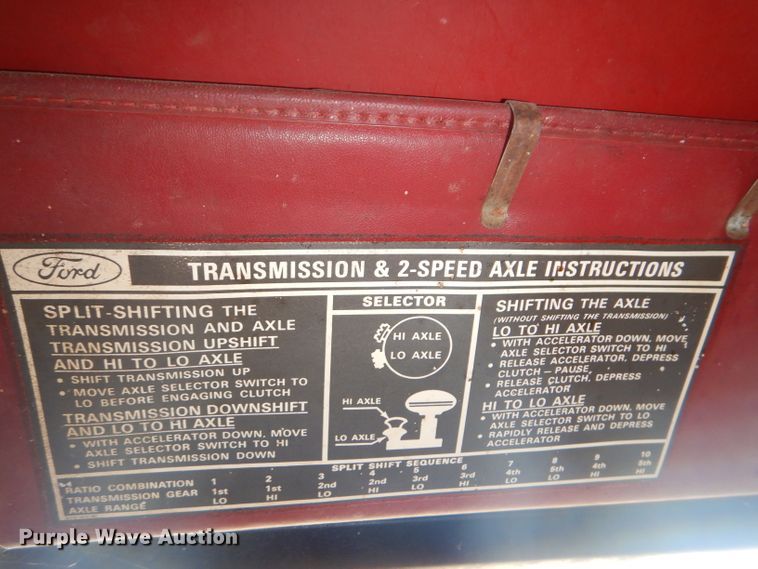 Ford
TRANSMISSION & 2-SPEED AXLE INSTRUCTIONS
SPLIT-SHIFTING THE
TRANSMISSION AND AXLE
TRANSMISSION UPSHIFT
AND HI TO LO AXLE
• SHIFT TRANSMISSION UP
• MOVE AXLE SELECTOR SWITCH TO
LO BEFORE ENGAGING CLUTCH
TRANSMISSION DOWNSHIFT
AND LO TO HI AXLE
• WITH ACCELERATOR DOWN, MOVE
AXLE SELECTOR SWITCH TO HI
• SHIFT TRANSMISSION DOWN
SELECTOR
HI AXLE
LO AXLE
HI AXLE
LO AXLE
SHIFTING THE AXLE
(WITHOUT SHIFTING THE TRANSMISSION)
LO TO HI AXLE
• WITH ACCELERATOR DOWN, MOVE
AXLE SELECTOR SWITCH TO HI
• RELEASE ACCELERATOR, DEPRESS
CLUTCH – PAUSE
• RELEASE CLUTCH, DEPRESS
ACCELERATOR
HI TO LO AXLE
• WITH ACCELERATOR DOWN, MOVE
AXLE SELECTOR SWITCH TO LO
• RAPIDLY RELEASE AND DEPRESS
ACCELERATOR
SPLIT SHIFT SEQUENCE
RATIO COMBINATION 1 2 3 4 5 6 7 8 9 10
TRANSMISSION GEAR 1st 1st 2nd 2nd 3rd 3rd 4th 5th 4th 5th
AXLE RANGE LO HI LO HI LO HI LO LO HI HI
Purple Wave Auction